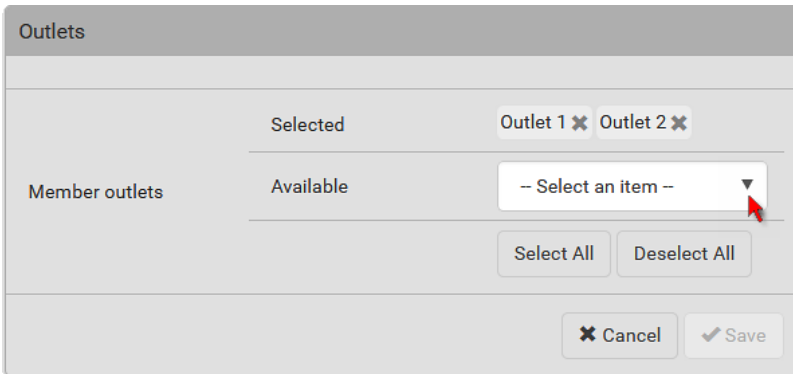 Outlets
Selected
Outlet 1 Outlet 2
Member outlets
Available
-- Select an item --
Select All Deselect All
Cancel Save